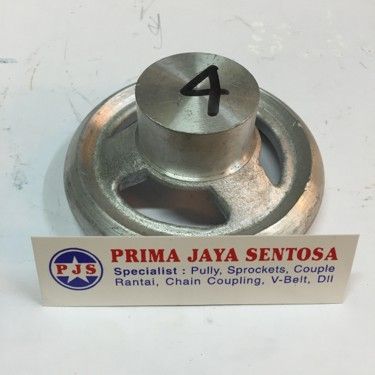 4
PJS
PRIMA JAYA SENTOSA
Specialist : Pully, Sprockets, Couple
Rantai, Chain Coupling, V-Belt, Dll